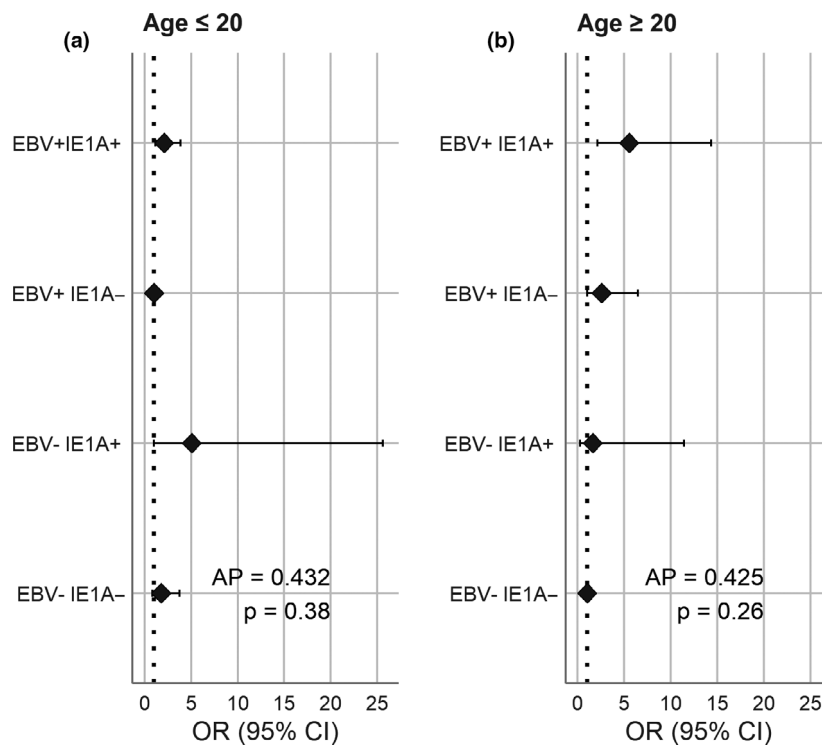 (a) Age ≤ 20
EBV+IE1A+
EBV+ IE1A–
EBV- IE1A+
EBV- IE1A–
AP = 0.432
p = 0.38
0 5 10 15 20 25
OR (95% CI)
(b) Age ≥ 20
EBV+ IE1A+
EBV+ IE1A–
EBV- IE1A+
EBV- IE1A–
AP = 0.425
p = 0.26
0 5 10 15 20 25
OR (95% CI)